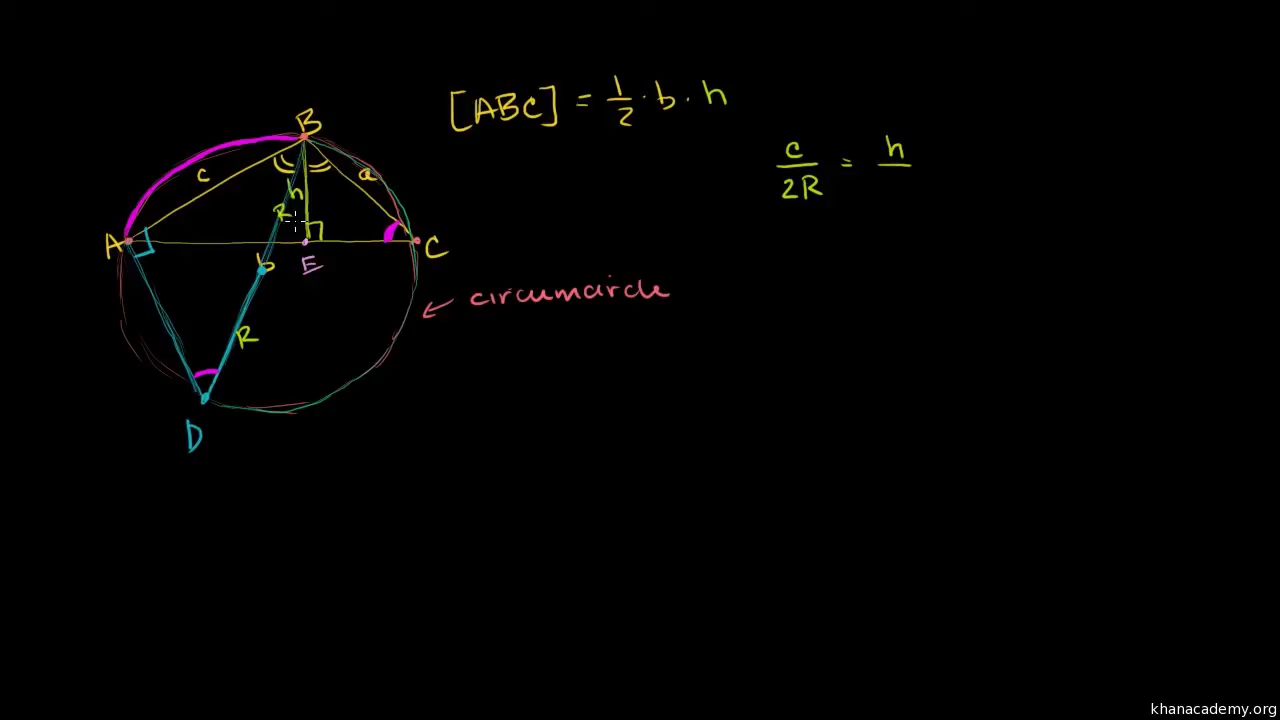 [ABC] = 1/2 · b · h
c/2R = h
B
c
a
h
R
A
C
b
E
circumcircle
R
D
khanacademy.org